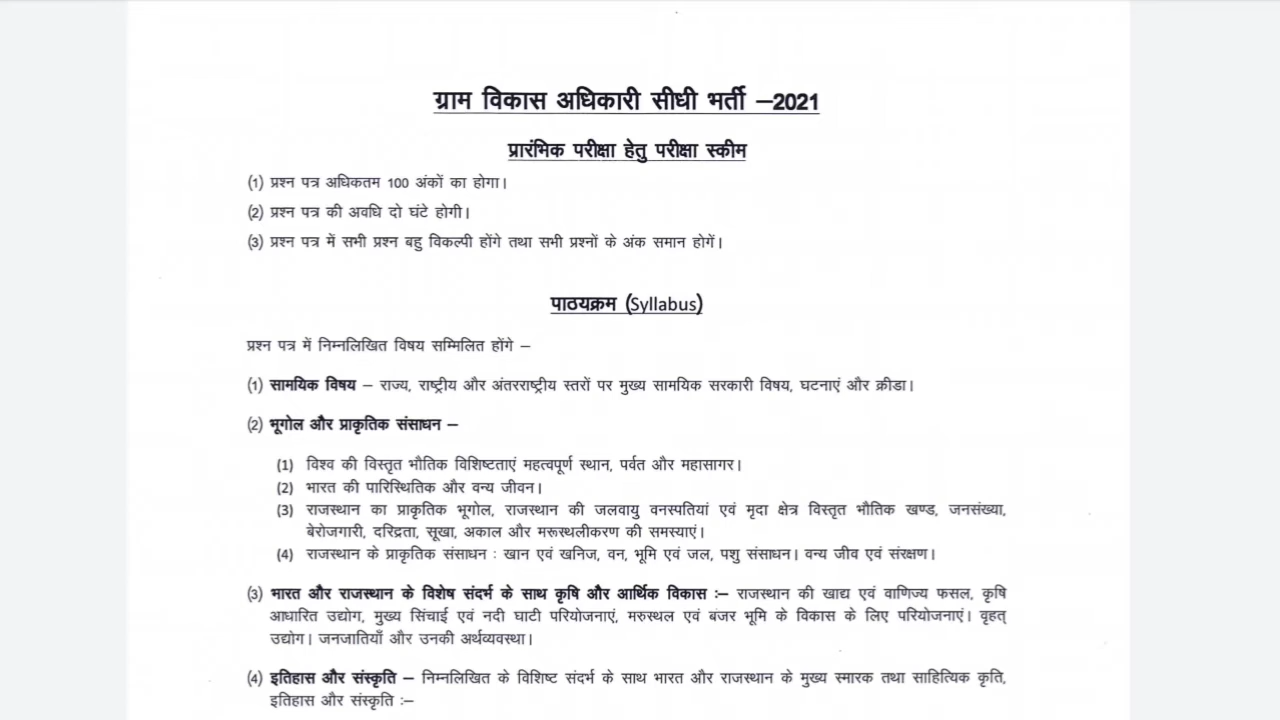 ग्राम विकास अधिकारी सीधी भर्ती –2021
प्रारंभिक परीक्षा हेतु परीक्षा स्कीम
(1) प्रश्न पत्र अधिकतम 100 अंकों का होगा।
(2) प्रश्न पत्र की अवधि दो घंटे होगी।
(3) प्रश्न पत्र में सभी प्रश्न बहु विकल्पी होंगे तथा सभी प्रश्नों के अंक समान होगें।
पाठयक्रम (Syllabus)
प्रश्न पत्र में निम्नलिखित विषय सम्मिलित होंगे –
(1) सामयिक विषय – राज्य, राष्ट्रीय और अंतरराष्ट्रीय स्तरों पर मुख्य सामयिक सरकारी विषय, घटनाएं और क्रीडा।
(2) भूगोल और प्राकृतिक संसाधन –
(1) विश्व की विस्तृत भौतिक विशिष्टताएं महत्वपूर्ण स्थान, पर्वत और महासागर।
(2) भारत की पारिस्थितिक और वन्य जीवन।
(3) राजस्थान का प्राकृतिक भूगोल, राजस्थान की जलवायु वनस्पतियां एवं मृदा क्षेत्र विस्तृत भौतिक खण्ड, जनसंख्या,
बेरोजगारी, दरिद्रता, सूखा, अकाल और मरूस्थलीकरण की समस्याएं।
(4) राजस्थान के प्राकृतिक संसाधन : खान एवं खनिज, वन, भूमि एवं जल, पशु संसाधन। वन्य जीव एवं संरक्षण।
(3) भारत और राजस्थान के विशेष संदर्भ के साथ कृषि और आर्थिक विकास :– राजस्थान की खाद्य एवं वाणिज्य फसल, कृषि
आधारित उद्योग, मुख्य सिंचाई एवं नदी घाटी परियोजनाएं, मरुस्थल एवं बंजर भूमि के विकास के लिए परियोजनाएं। वृहत्
उद्योग। जनजातियाँ और उनकी अर्थव्यवस्था।
(4) इतिहास और संस्कृति – निम्नलिखित के विशिष्ट संदर्भ के साथ भारत और राजस्थान के मुख्य स्मारक तथा साहित्यिक कृति,
इतिहास और संस्कृति :–